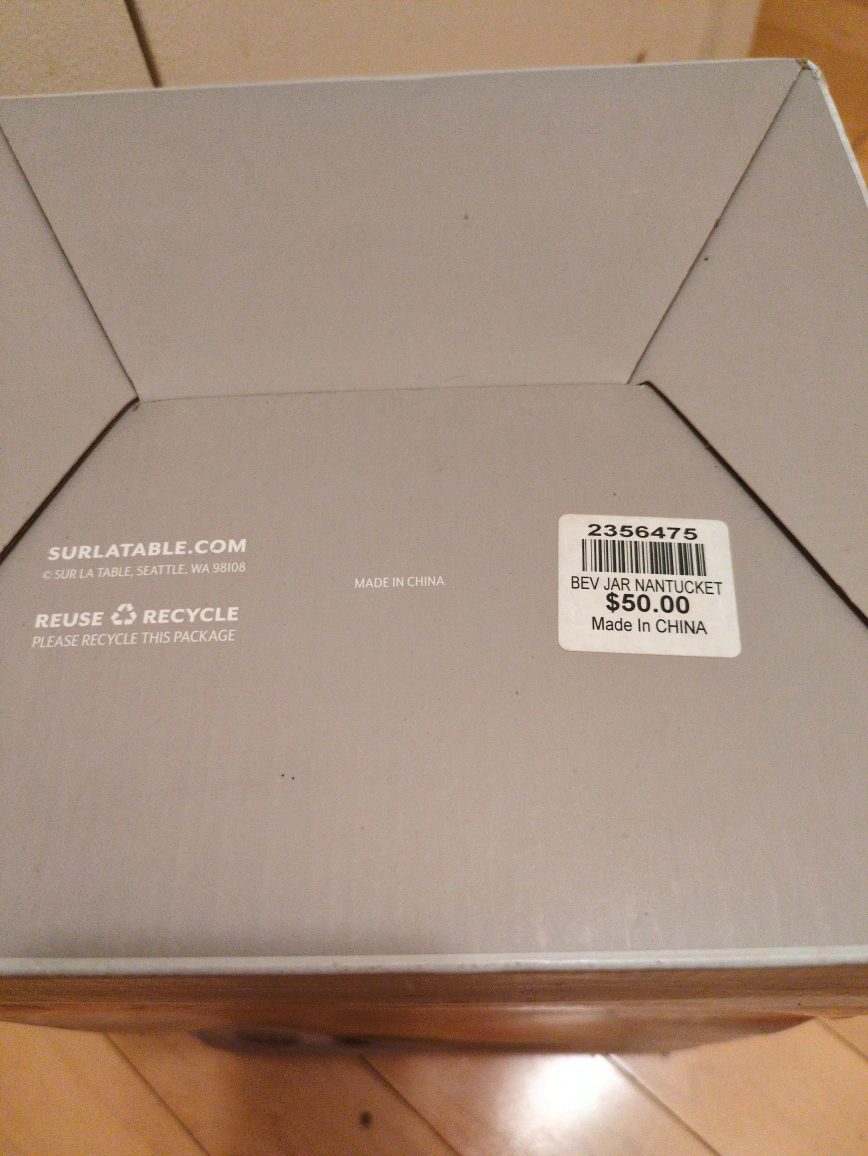 SURLATABLE.COM
© SUR LA TABLE, SEATTLE, WA 98108
REUSE RECYCLE
PLEASE RECYCLE THIS PACKAGE
MADE IN CHINA
2356475
BEV JAR NANTUCKET
$50.00
Made In CHINA